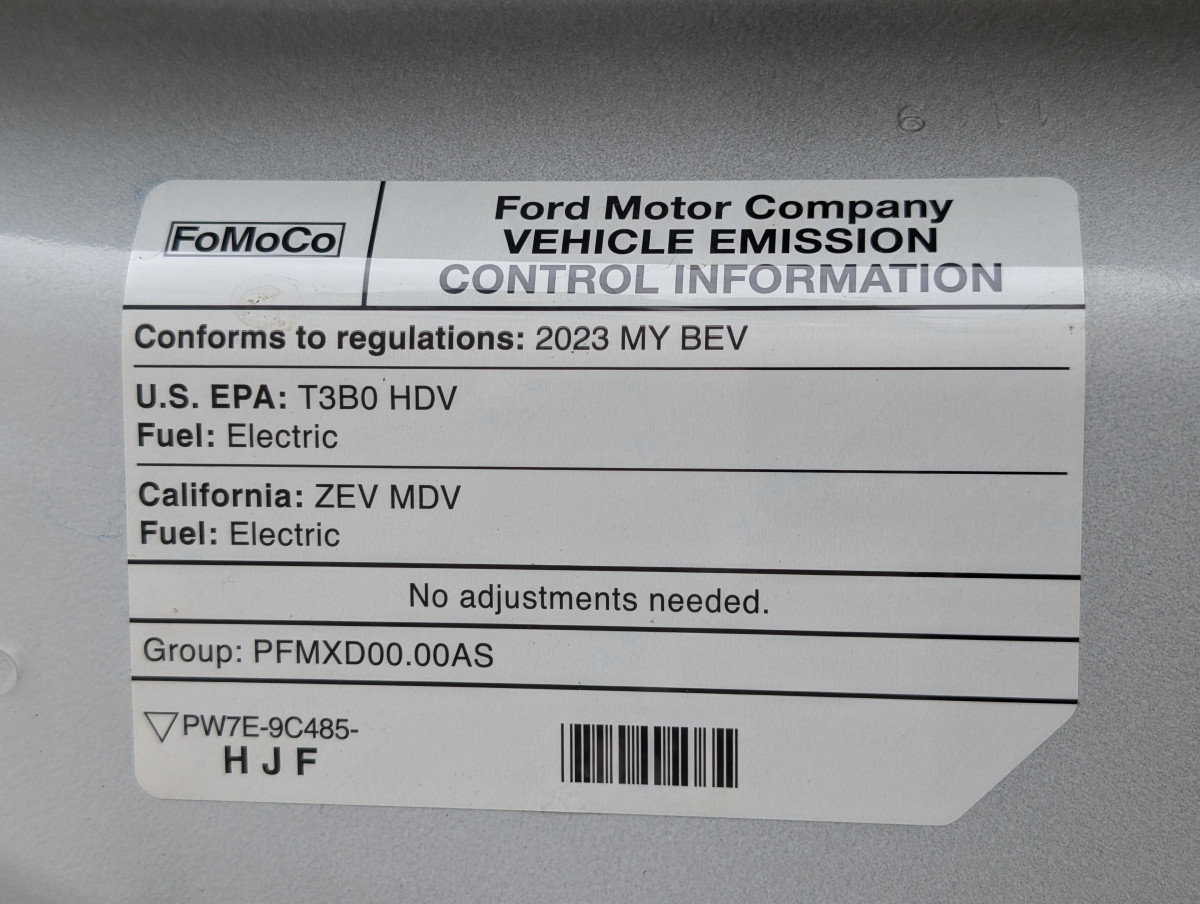 FoMoCo
Ford Motor Company
VEHICLE EMISSION
CONTROL INFORMATION
Conforms to regulations: 2023 MY BEV
U.S. EPA: T3B0 HDV
Fuel: Electric
California: ZEV MDV
Fuel: Electric
No adjustments needed.
Group: PFMXD00.00AS
PW7E-9C485-
H J F